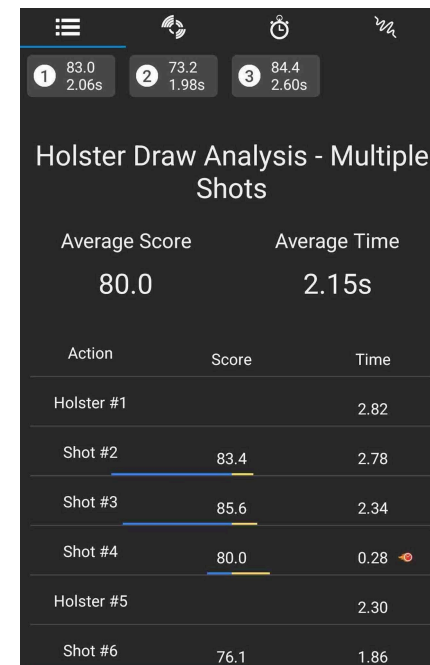 1 83.0 2 73.2 3 84.4
2.06s 1.98s 2.60s
Holster Draw Analysis - Multiple
Shots
Average Score Average Time
80.0 2.15s
Action Score Time
Holster #1 2.82
Shot #2 83.4 2.78
Shot #3 85.6 2.34
Shot #4 80.0 0.28
Holster #5 2.30
Shot #6 76.1 1.86